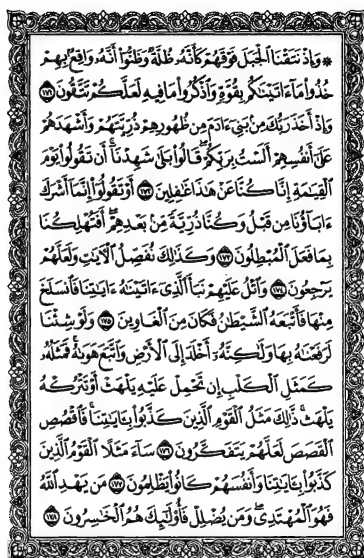 ۞ وَإِذْ نَتَقْنَا ٱلْجَبَلَ فَوْقَهُمْ كَأَنَّهُۥ ظُلَّةٌ وَظَنُّوٓا۟ أَنَّهُۥ وَاقِعٌۢ بِهِمْ
خُذُوا۟ مَآ ءَاتَيْنَٰكُم بِقُوَّةٍ وَٱذْكُرُوا۟ مَا فِيهِ لَعَلَّكُمْ تَتَّقُونَ ١٧١
وَإِذْ أَخَذَ رَبُّكَ مِنۢ بَنِىٓ ءَادَمَ مِن ظُهُورِهِمْ ذُرِّيَّتَهُمْ وَأَشْهَدَهُمْ
عَلَىٰٓ أَنفُسِهِمْ أَلَسْتُ بِرَبِّكُمْ ۖ قَالُوا۟ بَلَىٰ ۛ شَهِدْنَآ ۛ أَن تَقُولُوا۟ يَوْمَ
ٱلْقِيَٰمَةِ إِنَّا كُنَّا عَنْ هَٰذَا غَٰفِلِينَ ١٧٢ أَوْ تَقُولُوٓا۟ إِنَّمَآ أَشْرَكَ
ءَابَآؤُنَا مِن قَبْلُ وَكُنَّا ذُرِّيَّةً مِّنۢ بَعْدِهِمْ ۖ أَفَتُهْلِكُنَا
بِمَا فَعَلَ ٱلْمُبْطِلُونَ ١٧٣ وَكَذَٰلِكَ نُفَصِّلُ ٱلْءَايَٰتِ وَلَعَلَّهُمْ
يَرْجِعُونَ ١٧٤ وَٱتْلُ عَلَيْهِمْ نَبَأَ ٱلَّذِىٓ ءَاتَيْنَٰهُ ءَايَٰتِنَا فَٱنسَلَخَ
مِنْهَا فَأَتْبَعَهُ ٱلشَّيْطَٰنُ فَكَانَ مِنَ ٱلْغَاوِينَ ١٧٥ وَلَوْ شِئْنَا
لَرَفَعْنَٰهُ بِهَا وَلَٰكِنَّهُۥٓ أَخْلَدَ إِلَى ٱلْأَرْضِ وَٱتَّبَعَ هَوَىٰهُ ۚ فَمَثَلُهُۥ
كَمَثَلِ ٱلْكَلْبِ إِن تَحْمِلْ عَلَيْهِ يَلْهَثْ أَوْ تَتْرُكْهُ
يَلْهَث ۚ ذَّٰلِكَ مَثَلُ ٱلْقَوْمِ ٱلَّذِينَ كَذَّبُوا۟ بِـَٔايَٰتِنَا ۚ فَٱقْصُصِ
ٱلْقَصَصَ لَعَلَّهُمْ يَتَفَكَّرُونَ ١٧٦ سَآءَ مَثَلًا ٱلْقَوْمُ ٱلَّذِينَ
كَذَّبُوا۟ بِـَٔايَٰتِنَا وَأَنفُسَهُمْ كَانُوا۟ يَظْلِمُونَ ١٧٧ مَن يَهْدِ ٱللَّهُ
فَهُوَ ٱلْمُهْتَدِى ۖ وَمَن يُضْلِلْ فَأُو۟لَٰٓئِكَ هُمُ ٱلْخَٰسِرُونَ ١٧٨